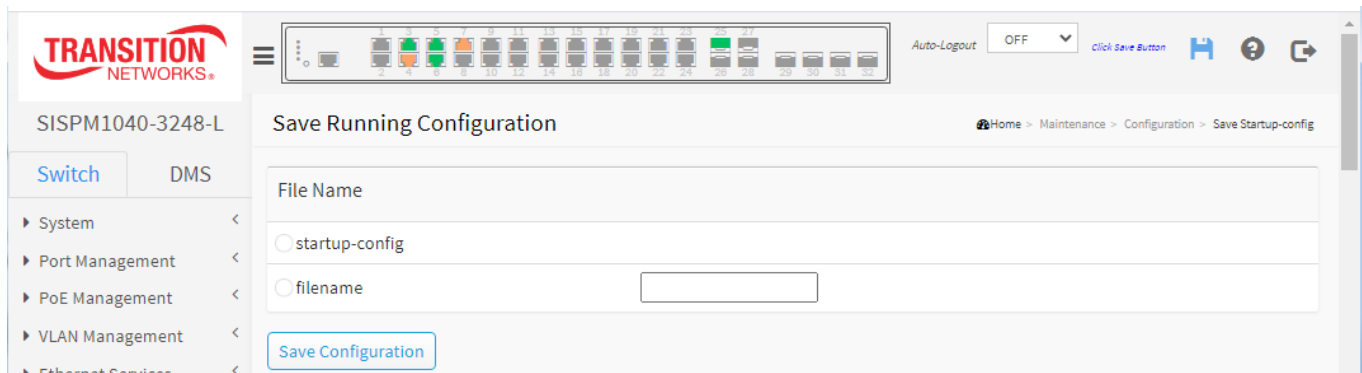 TRANSITION
NETWORKS®
1 3 5 7 9 11 13 15 17 19 21 23 25 27
2 4 6 8 10 12 14 16 18 20 22 24 26 28 29 30 31 32
Auto-Logout OFF Click Save Button
SISPM1040-3248-L
Save Running Configuration
Home > Maintenance > Configuration > Save Startup-config
Switch DMS
File Name
System
startup-config
Port Management
filename
PoE Management
VLAN Management
Save Configuration
Ethernet Services